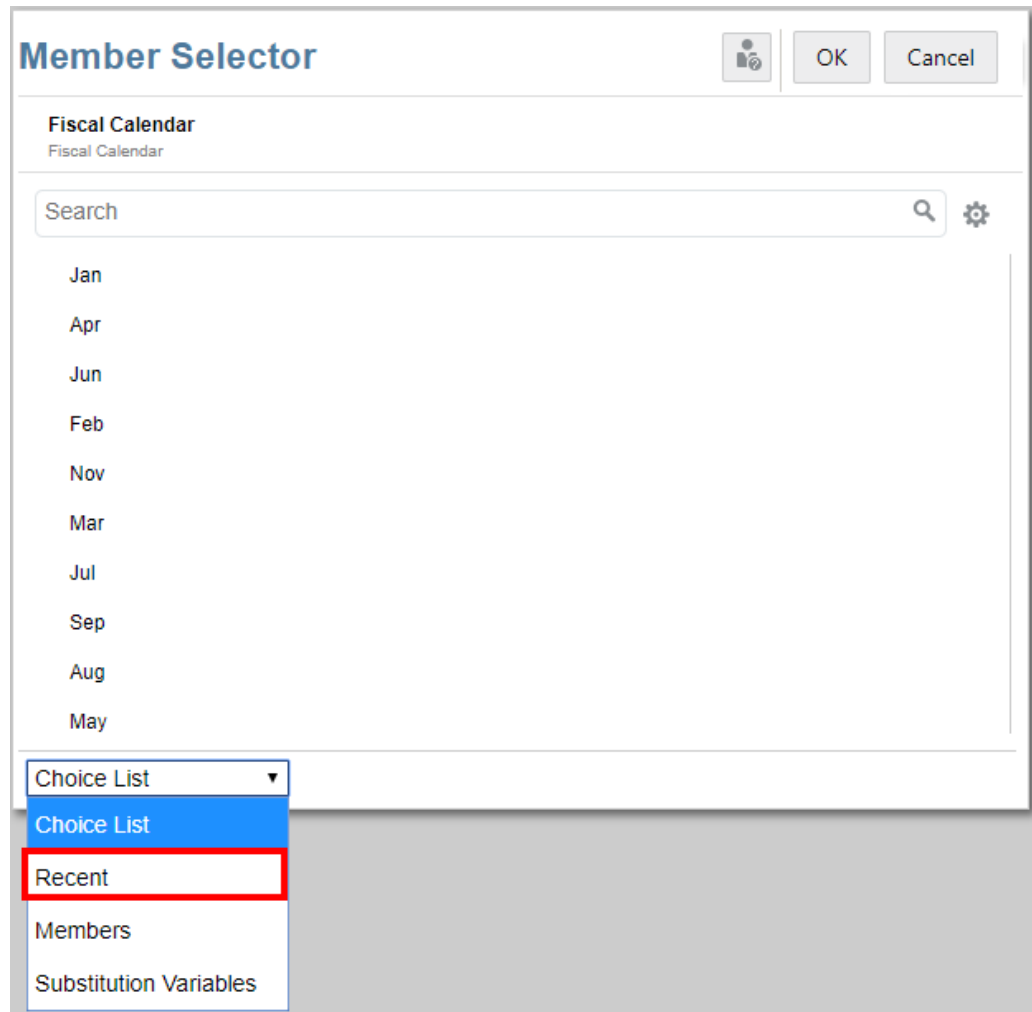 Member Selector
OK
Cancel
Fiscal Calendar
Fiscal Calendar
Search
Jan
Apr
Jun
Feb
Nov
Mar
Jul
Sep
Aug
May
Choice List
Choice List
Recent
Members
Substitution Variables